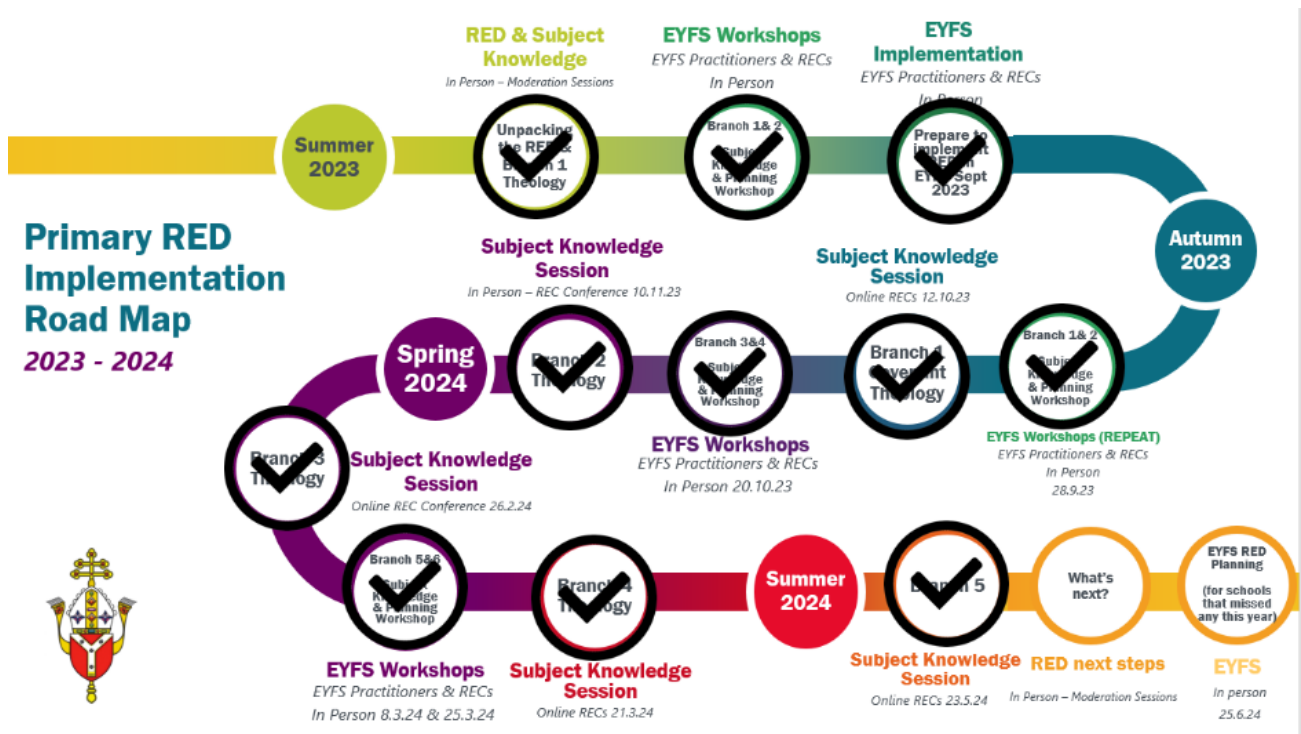 RED & Subject
Knowledge
In Person – Moderation Sessions
EYFS Workshops
EYFS Practitioners & RECs
In Person
EYFS
Implementation
EYFS Practitioners & RECs
In Person
Summer
2023
Unpacking
the RED &
1
Theology
Branch 1& 2
Subject
Knowledge
& Planning
Workshop
Prepare to
implement
RED in
EYFS Sept
2023
Autumn
2023
Primary RED
Implementation
Road Map
2023 - 2024
Subject Knowledge
Session
In Person – REC Conference 10.11.23
Subject Knowledge
Session
Online RECs 12.10.23
Spring
2024
Branch 2
Theology
Branch 3&4
Subject
Knowledge
& Planning
Workshop
Branch 1
Covenant
Theology
Branch 1& 2
Subject
Knowledge
& Planning
Workshop
EYFS Workshops
EYFS Practitioners & RECs
In Person 20.10.23
EYFS Workshops (REPEAT)
EYFS Practitioners & RECs
In Person
28.9.23
Branch 3
Theology
Subject Knowledge
Session
Online REC Conference 26.2.24
Branch 5&6
Subject
Knowledge
& Planning
Workshop
Branch 4
Theology
Summer
2024
Branch 5
What's
next?
EYFS RED
Planning
(for schools
that missed
any this year)
EYFS Workshops
EYFS Practitioners & RECs
In Person 8.3.24 & 25.3.24
Subject Knowledge
Session
Online RECs 21.3.24
Subject Knowledge
Session
Online RECs 23.5.24
RED next steps
In Person – Moderation Sessions
EYFS
In person
25.6.24